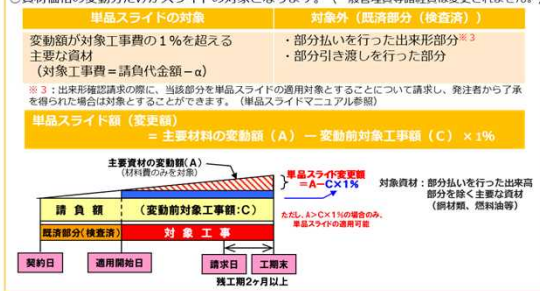 単品スライドの対象
対象外（既済部分（検査済））
変動額が対象工事費の１％を超える
主要な資材
（対象工事費＝請負代金額－α）
・部分払いを行った出来形部分※３
・部分引き渡しを行った部分
※３：出来形確認請求の際に、当該部分を単品スライドの適用対象とすることについて請求し、発注者から了承
を得られた場合は対象とすることができます。（単品スライドマニュアル参照）
単品スライド額（変更額）
＝ 主要材料の変動額（A）－ 変動前対象工事額（C）×1％
主要資材の変動額(A)
（材料費のみを対象）
単品スライド変更額
＝A－C×1％
対象資材：部分払いを行った出来高
部分を除く主要な資材
（鋼材類、燃料油等）
請 負 額
（変動前対象工事額:C）
ただし、A>C×1％の場合のみ、
単品スライドの適用可能
既済部分（検査済）
対 象 工 事
契約日
適用開始日
請求日
工期末
残工期2ヶ月以上